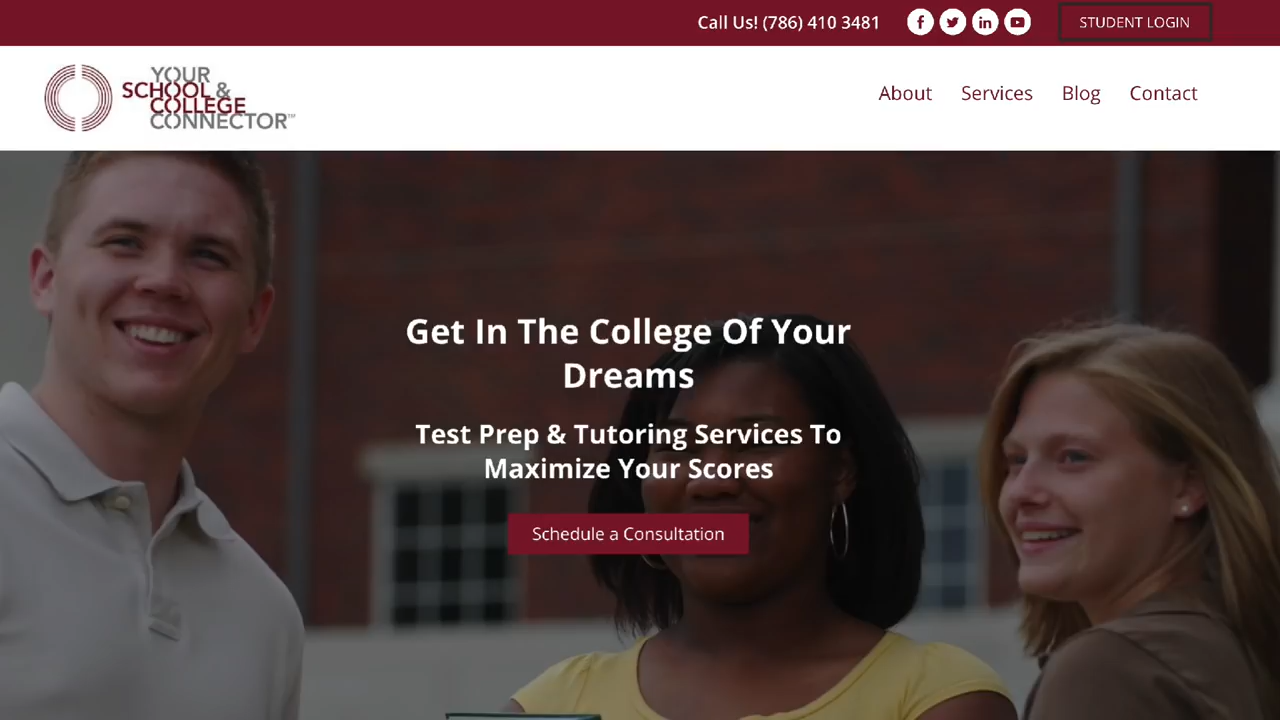 Call Us! (786) 410 3481
STUDENT LOGIN
YOUR
SCHOOL &
COLLEGE
CONNECTOR™
About Services Blog Contact
Get In The College Of Your
Dreams
Test Prep & Tutoring Services To
Maximize Your Scores
Schedule a Consultation